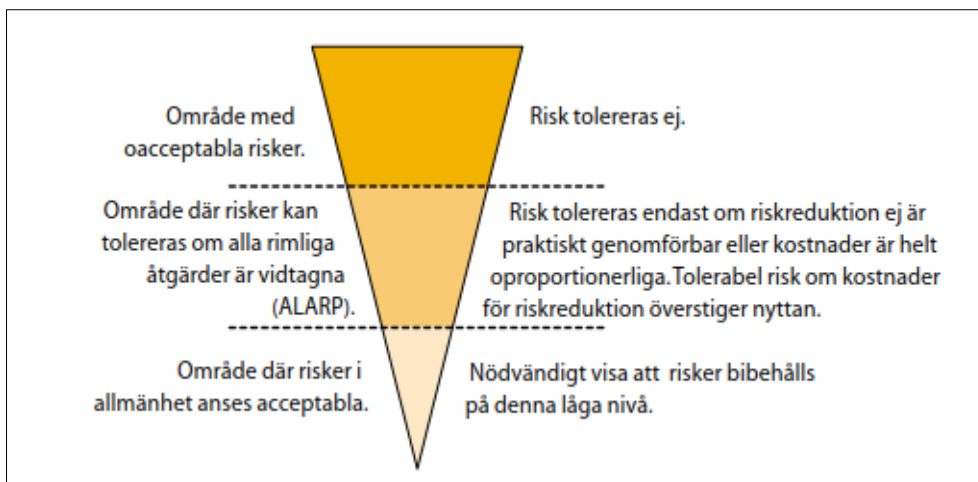 Område med
oacceptabla risker.
Risk tolereras ej.
Område där risker kan
tolereras om alla rimliga
åtgärder är vidtagna
(ALARP).
Risk tolereras endast om riskreduktion ej är
praktiskt genomförbar eller kostnader är helt
oproportionerliga. Tolerabel risk om kostnader
för riskreduktion överstiger nyttan.
Område där risker i
allmänhet anses acceptabla.
Nödvändigt visa att risker bibehålls
på denna låga nivå.